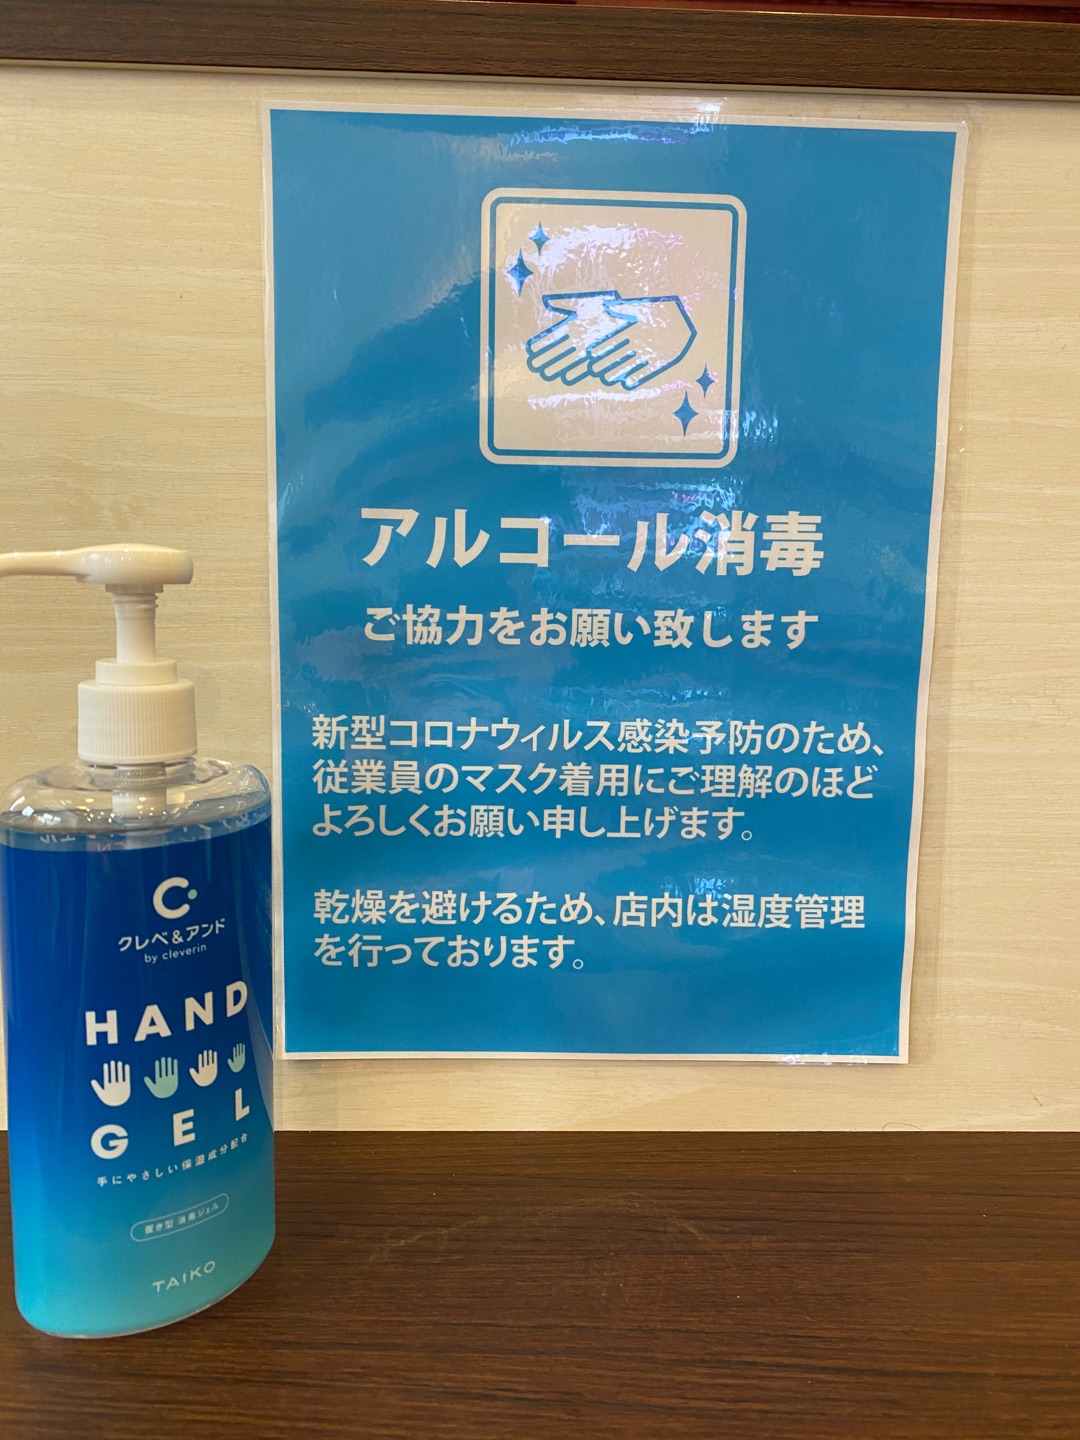 アルコール消毒
ご協力をお願い致します
新型コロナウィルス感染予防のため、
従業員のマスク着用にご理解のほど
よろしくお願い申し上げます。
乾燥を避けるため、店内は湿度管理
を行っております。
クレベ&アンド
by cleverin
HAND
GEL
手にやさしい保湿成分配合
置き型 消毒ジェル
TAIKO